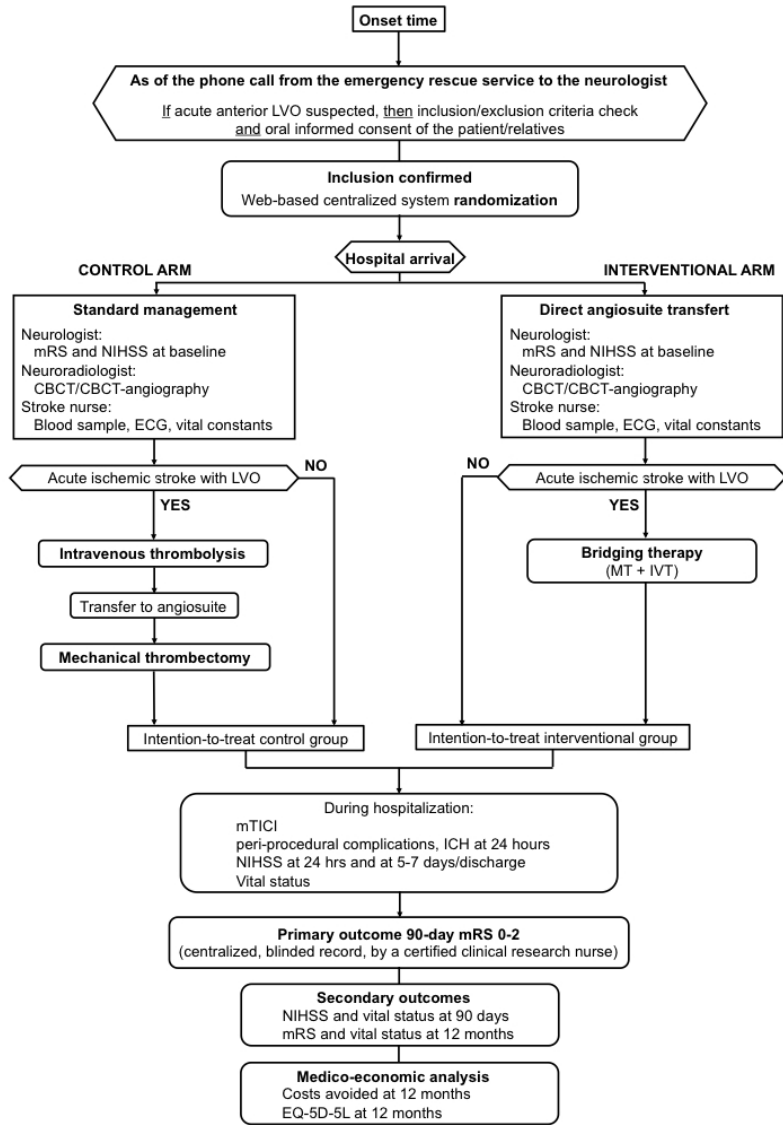 Onset time
As of the phone call from the emergency rescue service to the neurologist
If acute anterior LVO suspected, then inclusion/exclusion criteria check
and oral informed consent of the patient/relatives
Inclusion confirmed
Web-based centralized system randomization
Hospital arrival
CONTROL ARM
INTERVENTIONAL ARM
Standard management
Neurologist:
mRS and NIHSS at baseline
Neuroradiologist:
CBCT/CBCT-angiography
Stroke nurse:
Blood sample, ECG, vital constants
Direct angiosuite transfert
Neurologist:
mRS and NIHSS at baseline
Neuroradiologist:
CBCT/CBCT-angiography
Stroke nurse:
Blood sample, ECG, vital constants
Acute ischemic stroke with LVO
NO
YES
Intravenous thrombolysis
Transfer to angiosuite
Mechanical thrombectomy
NO
Acute ischemic stroke with LVO
YES
Bridging therapy
(MT + IVT)
Intention-to-treat control group
Intention-to-treat interventional group
During hospitalization:
mTICI
peri-procedural complications, ICH at 24 hours
NIHSS at 24 hrs and at 5-7 days/discharge
Vital status
Primary outcome 90-day mRS 0-2
(centralized, blinded record, by a certified clinical research nurse)
Secondary outcomes
NIHSS and vital status at 90 days
mRS and vital status at 12 months
Medico-economic analysis
Costs avoided at 12 months
EQ-5D-5L at 12 months